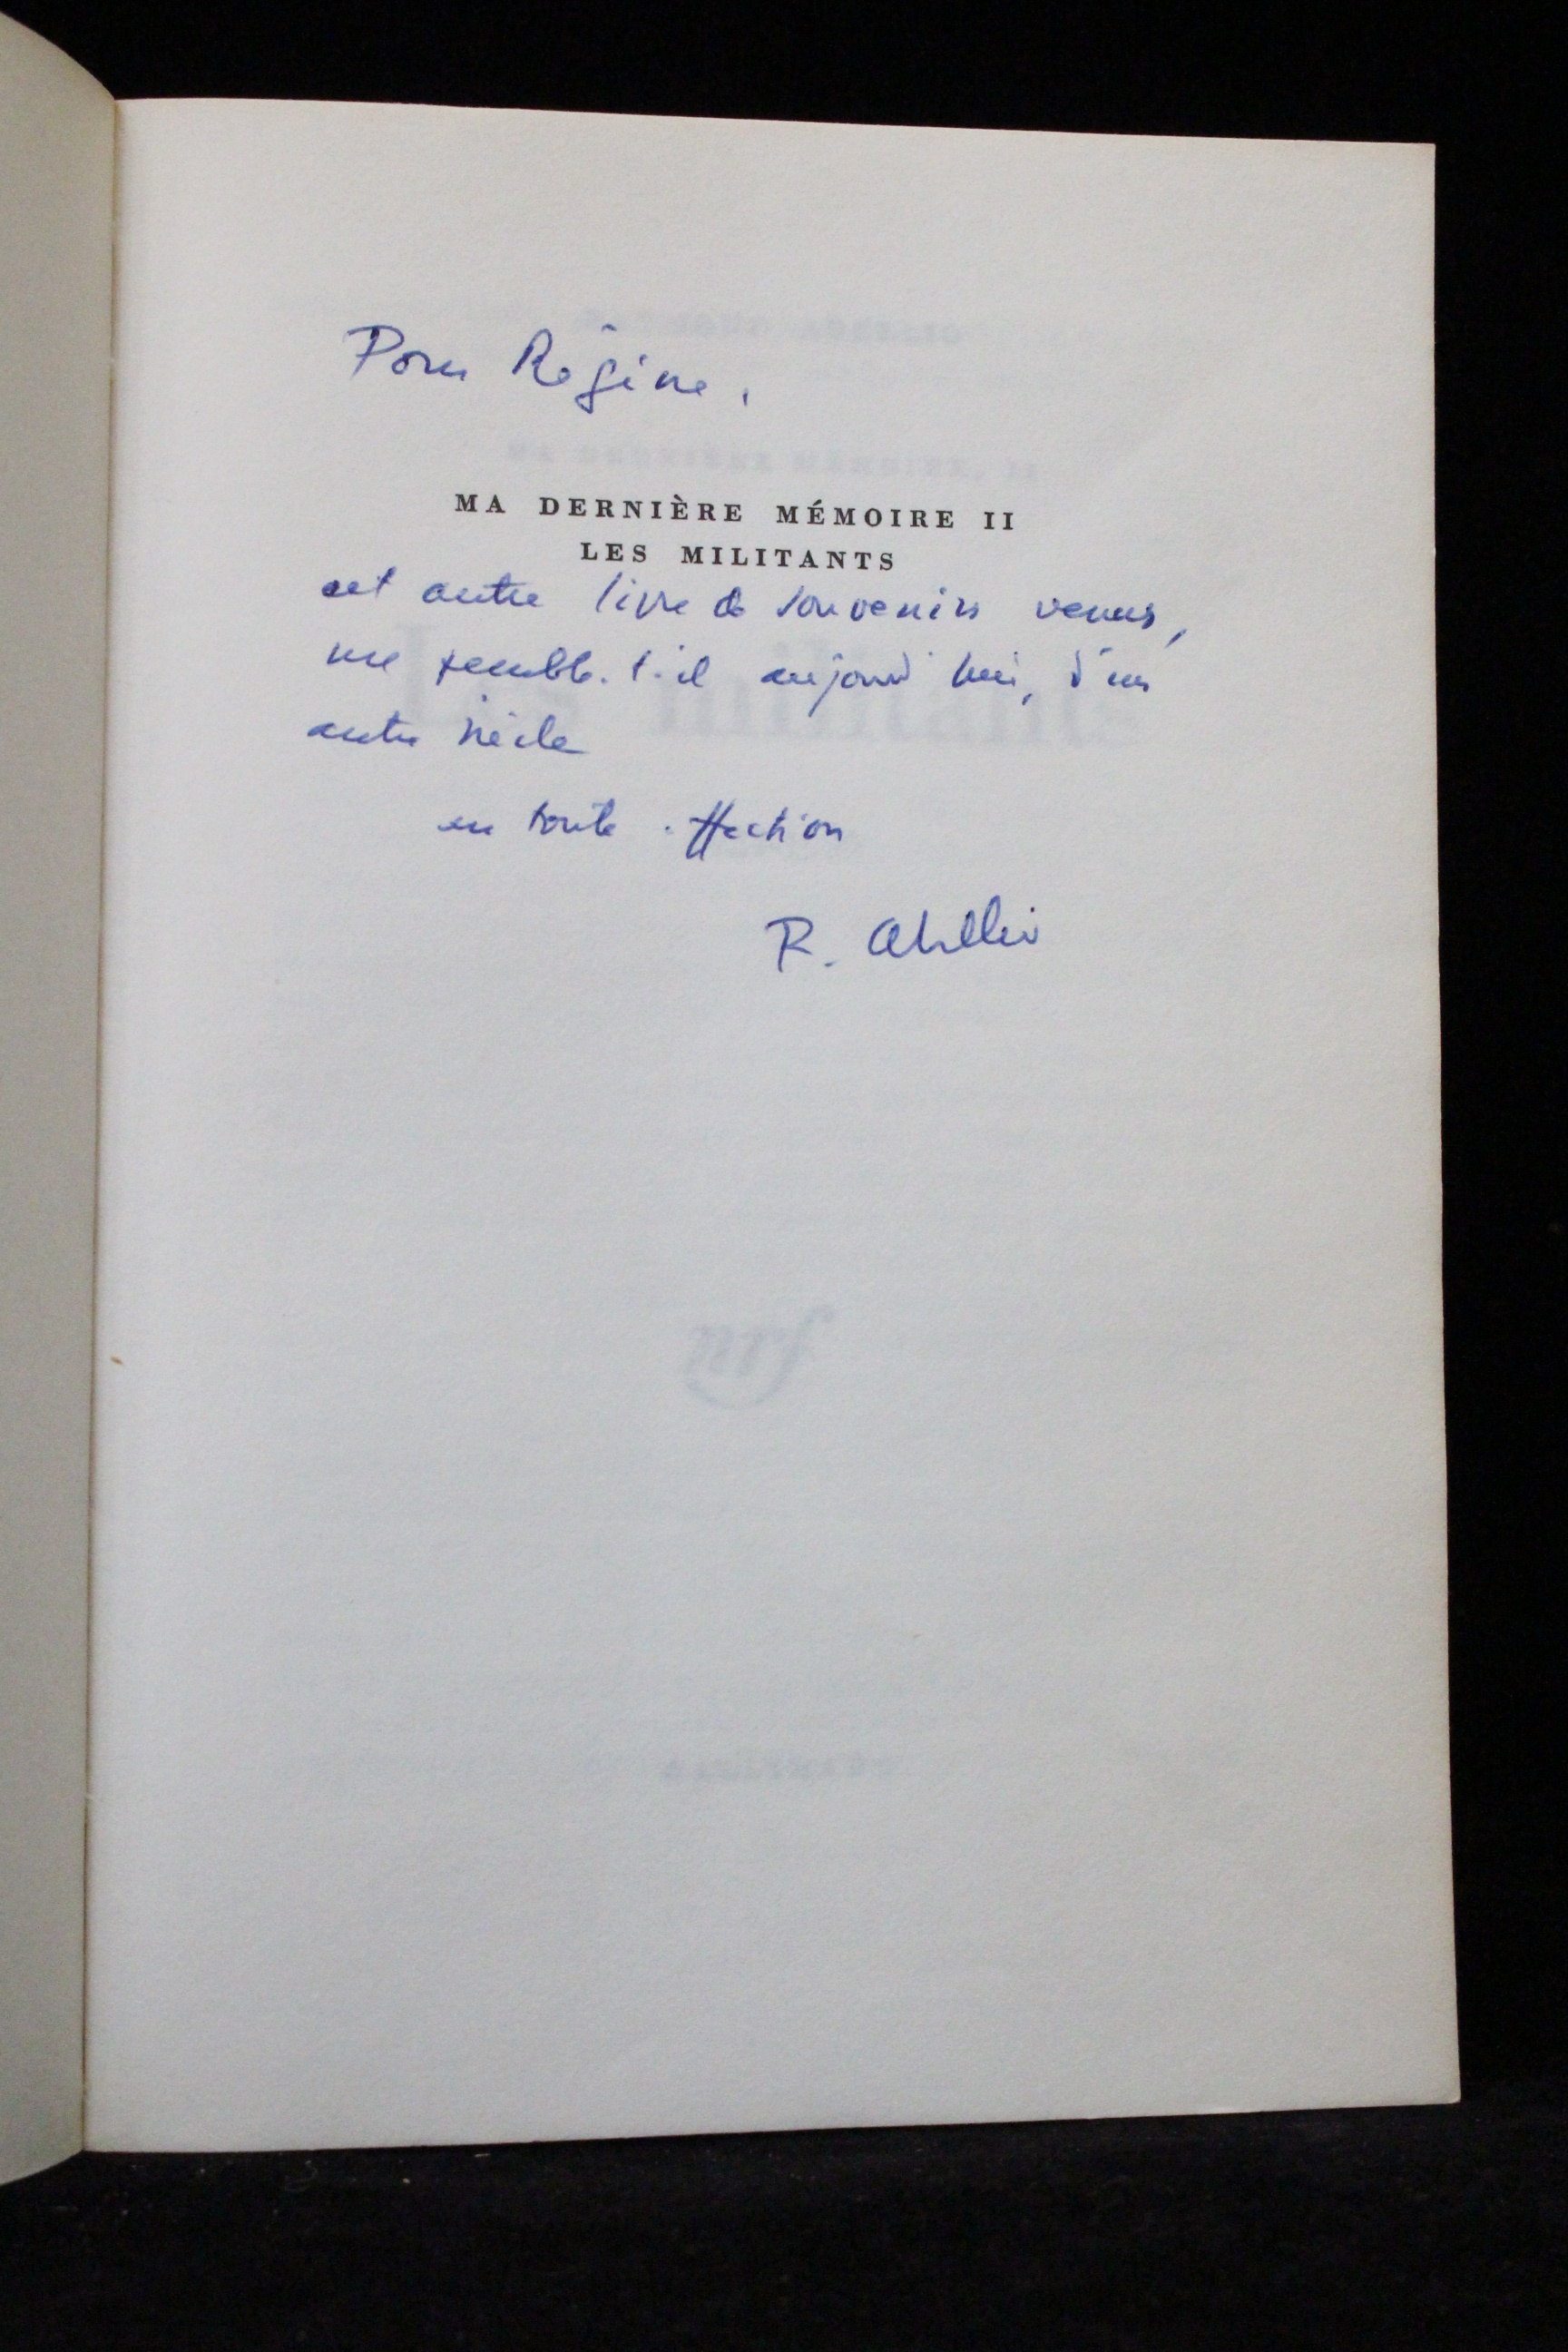 Pour Régine,
MA DERNIÈRE MÉMOIRE II
LES MILITANTS
cet autre livre de souvenirs venus,
me semble-t-il aujourd'hui, d'un
autre siècle
en toute affection
R. Abellio
nrf